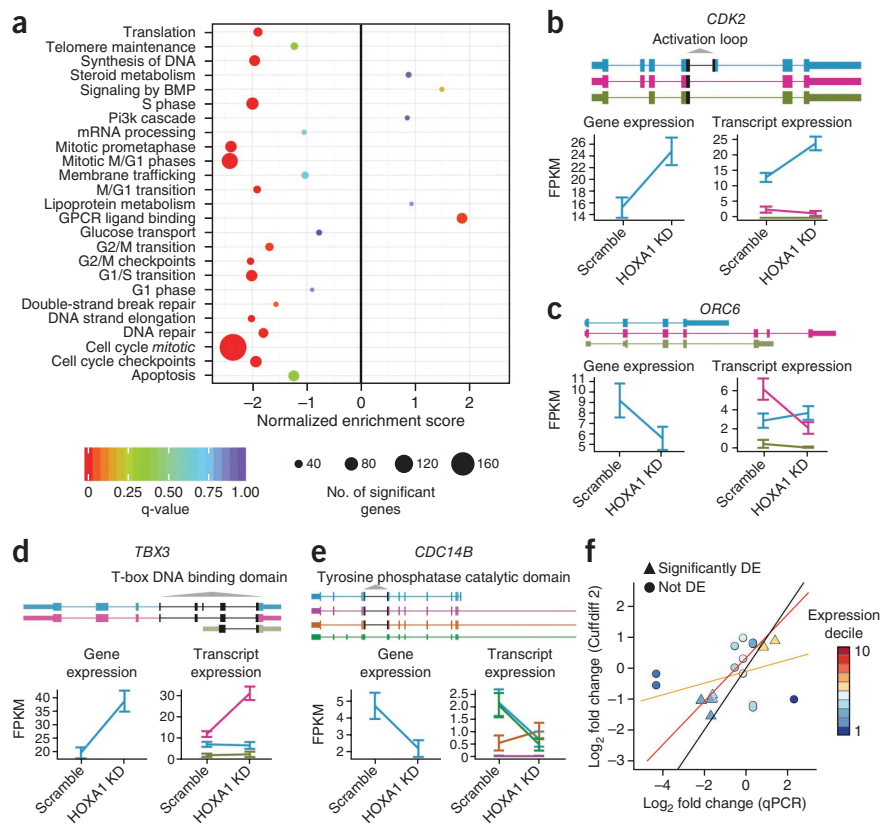 a
Translation
Telomere maintenance
Synthesis of DNA
Steroid metabolism
Signaling by BMP
S phase
Pi3k cascade
mRNA processing
Mitotic prometaphase
Mitotic M/G1 phases
Membrane trafficking
M/G1 transition
Lipoprotein metabolism
GPCR ligand binding
Glucose transport
G2/M transition
G2/M checkpoints
G1/S transition
G1 phase
Double-strand break repair
DNA strand elongation
DNA repair
Cell cycle mitotic
Cell cycle checkpoints
Apoptosis
−2 −1 0 1 2
Normalized enrichment score
0 0.25 0.50 0.75 1.00
q-value
40 80 120 160
No. of significant
genes
b
CDK2
Activation loop
Gene expression
Transcript expression
FPKM
26
24
22
20
18
16
14
25
20
15
10
5
0
Scramble
HOXA1 KD
Scramble
HOXA1 KD
c
ORC6
Gene expression
Transcript expression
FPKM
11
10
9
8
7
6
5
6
4
2
0
Scramble
HOXA1 KD
Scramble
HOXA1 KD
d
TBX3
T-box DNA binding domain
Gene
expression
Transcript
expression
FPKM
40
35
30
25
20
30
20
10
0
Scramble
HOXA1 KD
Scramble
HOXA1 KD
e
CDC14B
Tyrosine phosphatase catalytic domain
Gene
expression
Transcript
expression
FPKM
5
4
3
2
2.5
2.0
1.5
1.0
0.5
0
Scramble
HOXA1 KD
Scramble
HOXA1 KD
f
Significantly DE
Not DE
Log2 fold change (Cuffdiff 2)
2
1
0
−1
−2
−3
−4 −2 0 2
Log2 fold change (qPCR)
Expression
decile
10
1